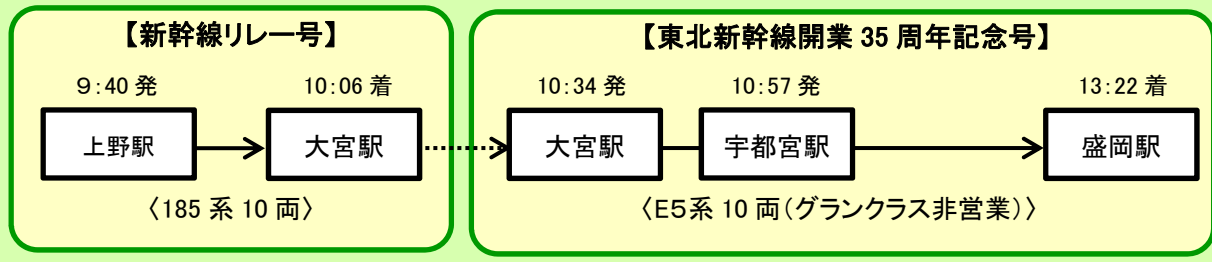 【新幹線リレー号】
9:40 発
10:06 着
上野駅
大宮駅
〈185 系 10 両〉
【東北新幹線開業 35 周年記念号】
10:34 発
10:57 発
13:22 着
大宮駅
宇都宮駅
盛岡駅
〈E5系 10 両(グランクラス非営業)〉